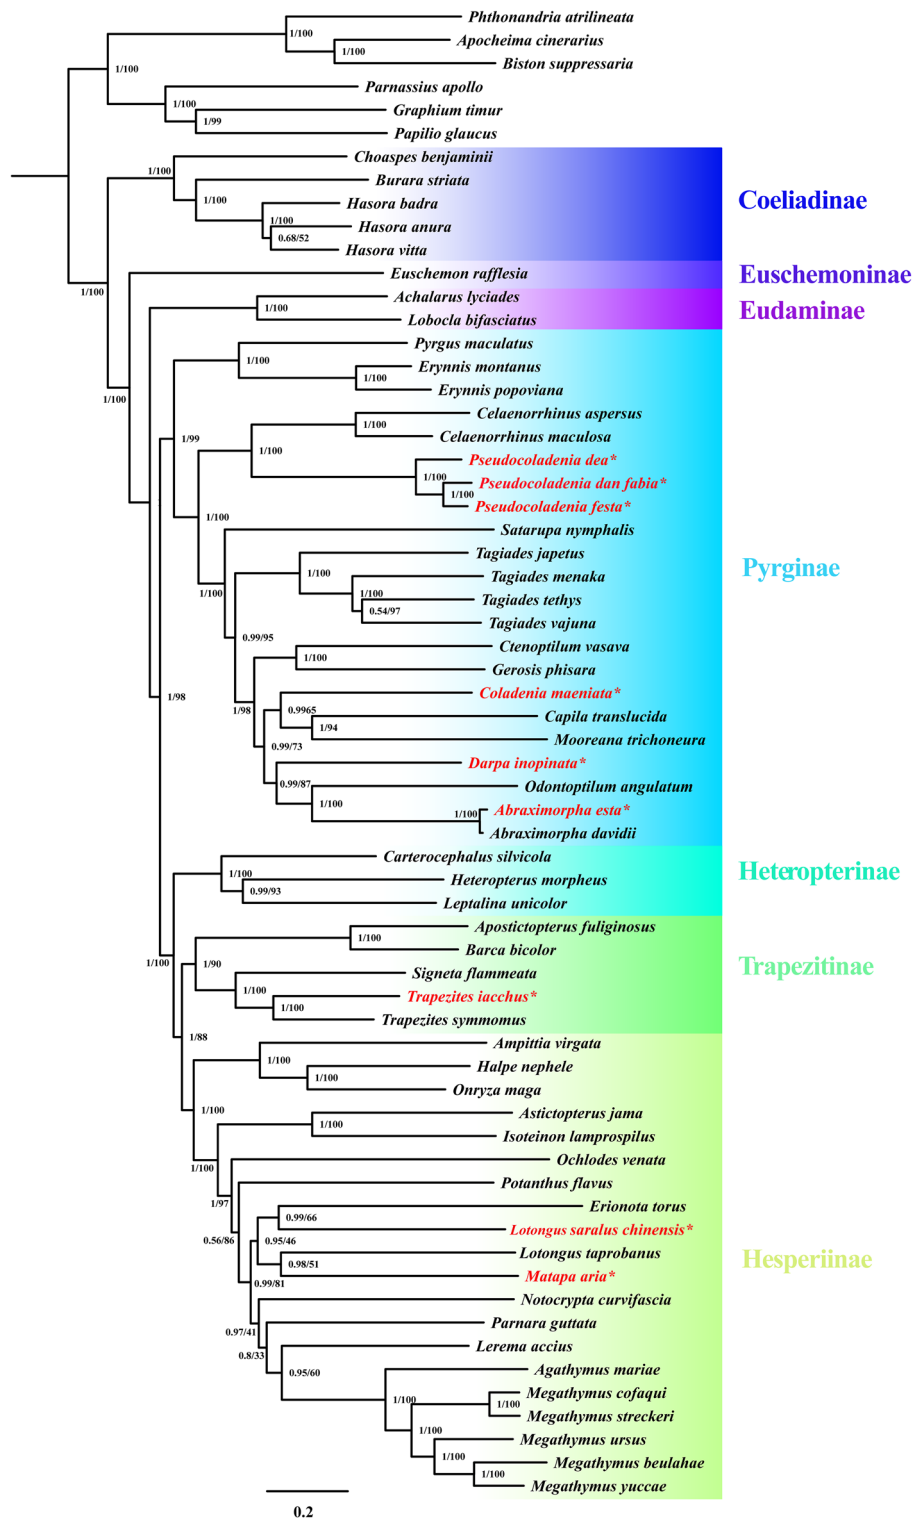 Phthonandria atrilineata
Apocheima cinerarius
1/100
Biston suppressaria
1/100
Parnassius apollo
1/100
Graphium timur
1/99
Papilio glaucus
Choaspes benjaminii
1/100
Burara striata
Coeliadinae
1/100
Hasora badra
1/100
Hasora anura
0.68/52
Hasora vitta
Euschemon rafflesia
Euschemoninae
1/100
Achalarus lyciades
1/100
Eudaminae
Lobocla bifasciatus
Pyrgus maculatus
1/100
Erynnis montanus
1/100
Erynnis popoviana
1/100
Celaenorrhinus aspersus
1/100
Celaenorrhinus maculosa
1/99
1/100
Pseudocoladenia dea*
1/100
Pseudocoladenia dan fabia*
1/100
Pseudocoladenia festa*
1/100
Satarupa nymphalis
Tagiades japetus
1/100
Pyrginae
Tagiades menaka
1/100
1/100
Tagiades tethys
0.54/97
Tagiades vajuna
0.99/95
Ctenoptilum vasava
1/100
Gerosis phisara
Coladenia maeniata*
1/98
1/98
0.9965
Capila translucida
1/94
Mooreana trichoneura
0.99/73
Darpa inopinata*
0.99/87
Odontoptilum angulatum
1/100
Abraximorpha esta*
1/100
Abraximorpha davidii
Carterocephalus silvicola
1/100
Heteropterinae
Heteropterus morpheus
0.99/93
Leptalina unicolor
Apostictopterus fuliginosus
1/100
Barca bicolor
1/100
1/90
Trapezitinae
Signeta flammeata
1/100
Trapezites iacchus*
1/100
Trapezites symmomus
1/88
Ampittia virgata
1/100
Halpe nephele
1/100
Onryza maga
1/100
Astictopterus jama
1/100
Isoteinon lamprospilus
Ochlodes venata
1/100
Potanthus flavus
1/97
Erionota torus
0.99/66
Lotongus saralus chinensis*
0.56/86
0.95/46
Lotongus taprobanus
Hesperiinae
0.98/51
Matapa aria*
0.99/81
Notocrypta curvifascia
Parnara guttata
0.97/41
Lerema accius
0.8/33
Agathymus mariae
0.95/60
Megathymus cofaqui
1/100
1/100
Megathymus streckeri
Megathymus ursus
1/100
1/100
Megathymus beulahae
1/100
Megathymus yuccae
0.2